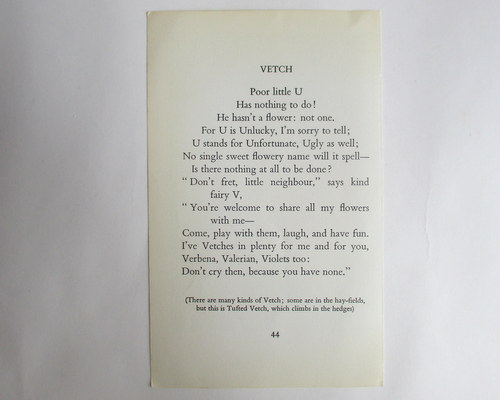 VETCH
Poor little U
Has nothing to do!
He hasn't a flower: not one.
For U is Unlucky, I'm sorry to tell;
U stands for Unfortunate, Ugly as well;
No single sweet flowery name will it spell—
Is there nothing at all to be done?
"Don't fret, little neighbour," says kind
fairy V,
"You're welcome to share all my flowers
with me—
Come, play with them, laugh, and have fun.
I've Vetches in plenty for me and for you,
Verbena, Valerian, Violets too:
Don't cry then, because you have none."
(There are many kinds of Vetch; some are in the hay-fields,
but this is Tufted Vetch, which climbs in the hedges)
44